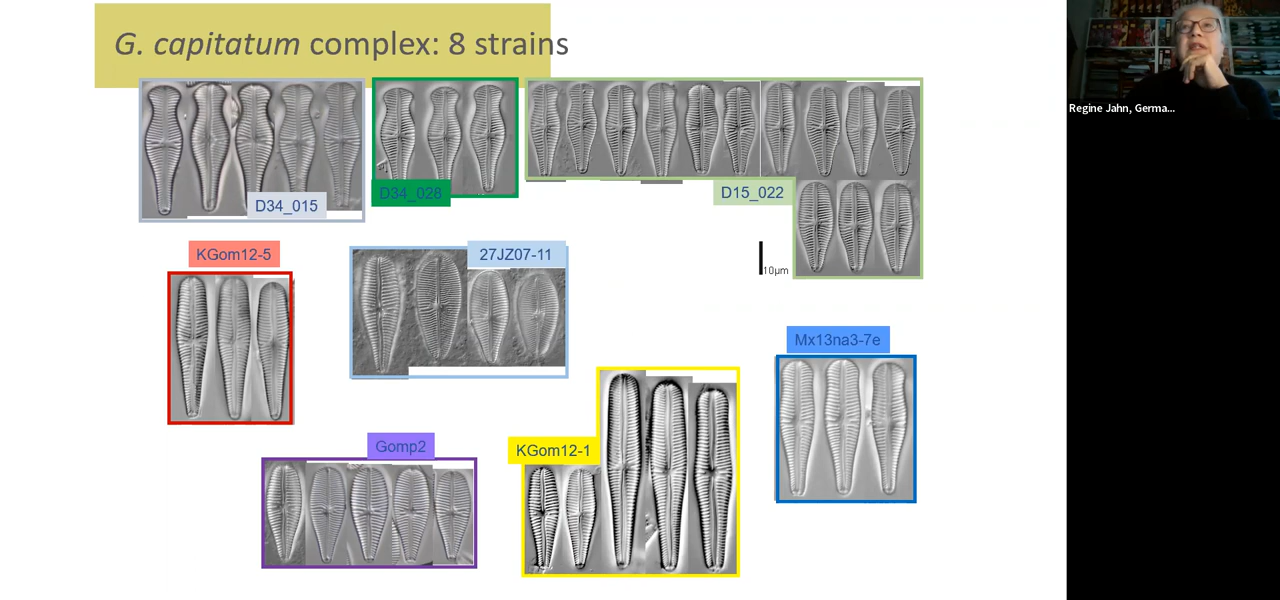 G. capitatum complex: 8 strains
D34_015
D34_028
D15_022
KGom12-5
27JZ07-11
10µm
Mx13na3-7e
Gomp2
KGom12-1
Regine Jahn, Germa...